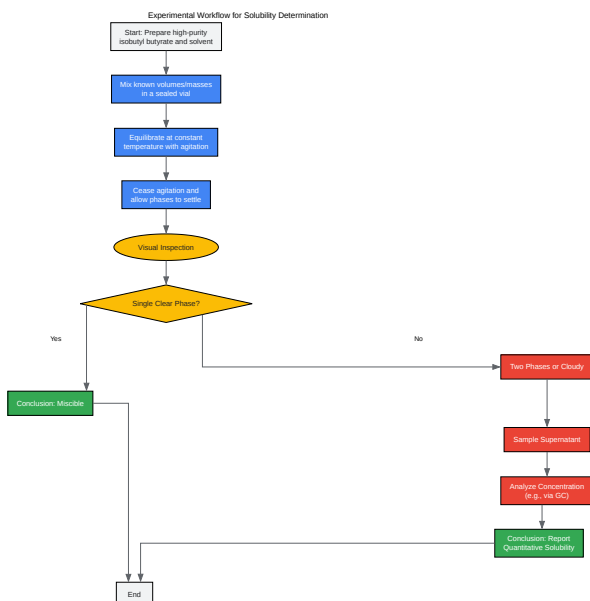 Experimental Workflow for Solubility Determination
Start: Prepare high-purity
isobutyl butyrate and solvent
Mix known volumes/masses
in a sealed vial
Equilibrate at constant
temperature with agitation
Cease agitation and
allow phases to settle
Visual Inspection
Single Clear Phase?
Yes
No
Two Phases or Cloudy
Conclusion: Miscible
Sample Supernatant
Analyze Concentration
(e.g., via GC)
Conclusion: Report
Quantitative Solubility
End